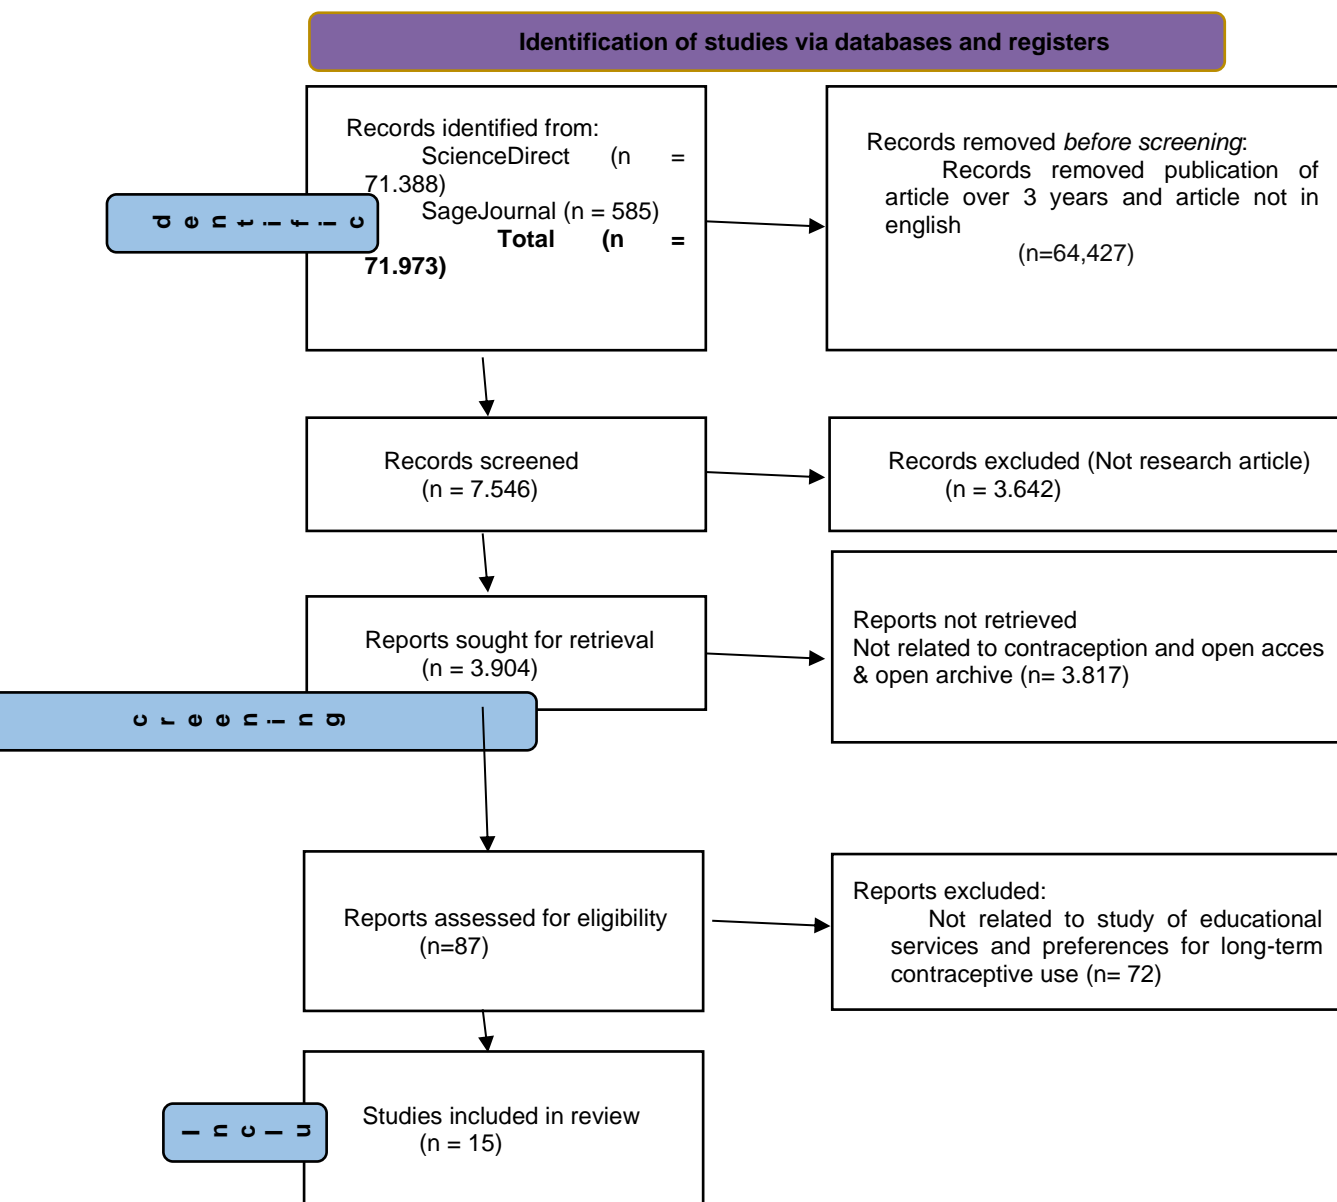 Identification of studies via databases and registers
Records identified from:
ScienceDirect (n =
71.388)
SageJournal (n = 585)
Total (n =
71.973)
Records removed before screening:
Records removed publication of
article over 3 years and article not in
english
(n=64,427)
dentific
Records screened
(n = 7.546)
Records excluded (Not research article)
(n = 3.642)
Reports sought for retrieval
(n = 3.904)
Reports not retrieved
Not related to contraception and open acces
& open archive (n= 3.817)
creening
Reports assessed for eligibility
(n=87)
Reports excluded:
Not related to study of educational
services and preferences for long-term
contraceptive use (n= 72)
Studies included in review
(n = 15)
Inclu